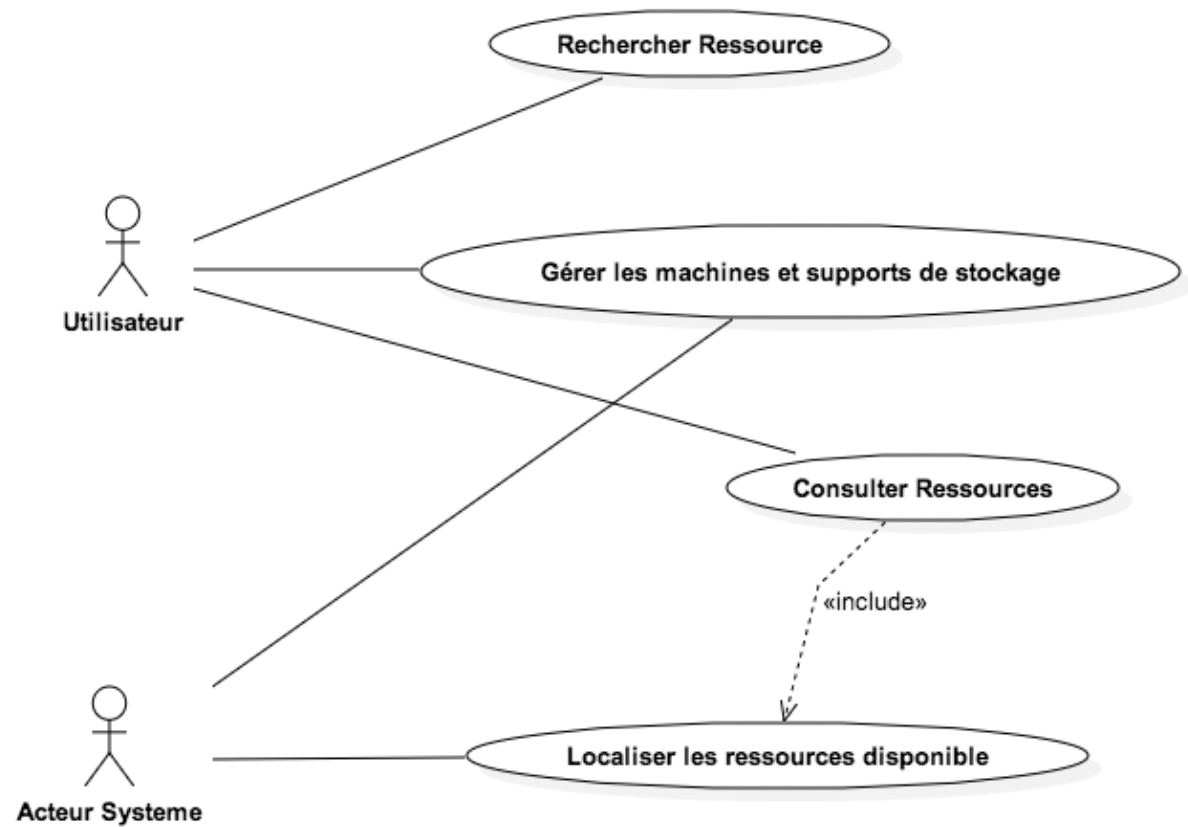 Rechercher Ressource
Gérer les machines et supports de stockage
Utilisateur
Consulter Ressources
«include»
Localiser les ressources disponible
Acteur Systeme